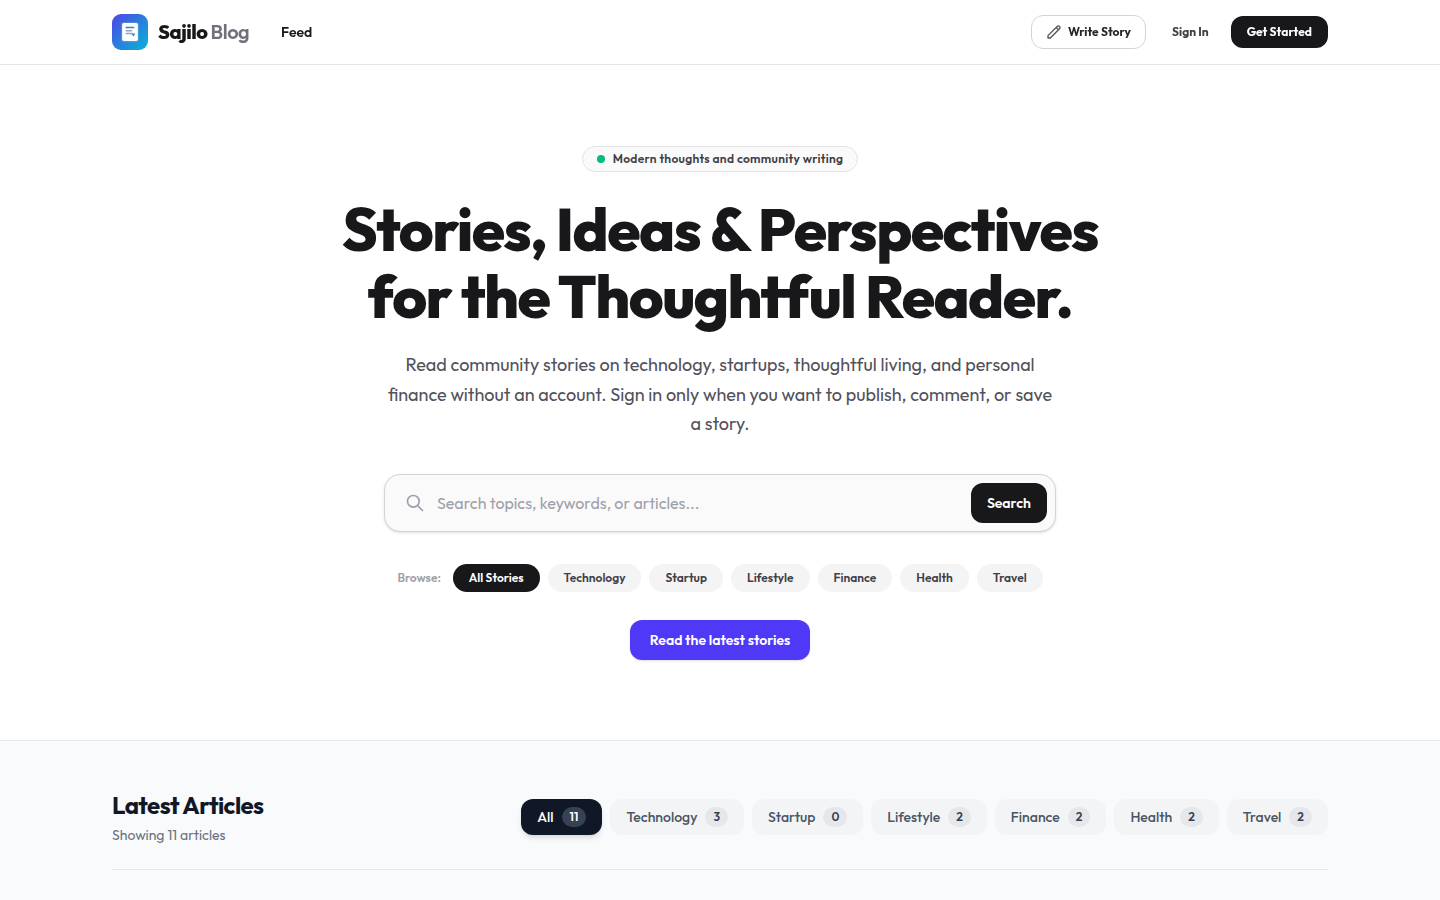 Sajilo Blog
Feed
Write Story
Sign In
Get Started
Modern thoughts and community writing
Stories, Ideas & Perspectives
for the Thoughtful Reader.
Read community stories on technology, startups, thoughtful living, and personal
finance without an account. Sign in only when you want to publish, comment, or save
a story.
Search topics, keywords, or articles...
Search
Browse:
All Stories
Technology
Startup
Lifestyle
Finance
Health
Travel
Read the latest stories
Latest Articles
Showing 11 articles
All 11
Technology 3
Startup 0
Lifestyle 2
Finance 2
Health 2
Travel 2